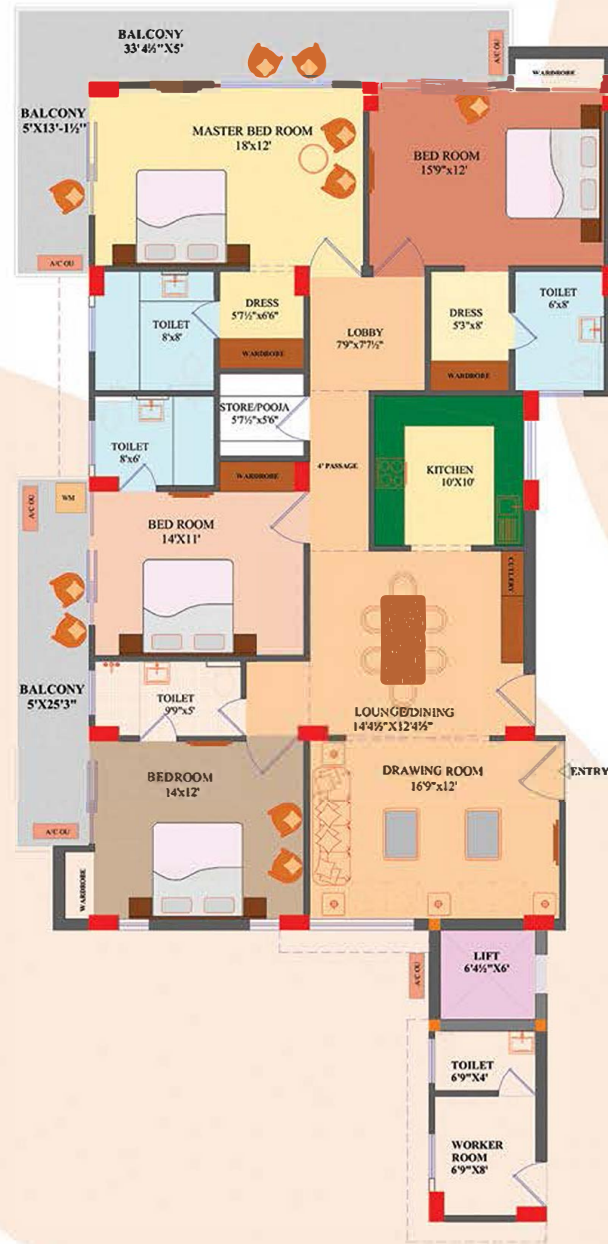 BALCONY
33'4½"X5'
A/C OU
WARDROBE
BALCONY
5'X13'-1½"
MASTER BED ROOM
18'x12'
BED ROOM
15'9"x12'
A/C OU
TOILET
8'x8'
DRESS
5'7½"x6'6"
WARDROBE
LOBBY
7'9"x7'7½"
DRESS
5'3"x8'
WARDROBE
TOILET
6'x8'
STORE/POOJA
5'7½"x5'6"
TOILET
8'x6'
WARDROBE
4' PASSAGE
KITCHEN
10'X10'
A/C OU
WM
BED ROOM
14'X11'
CUTLERY
BALCONY
5'X25'3"
TOILET
9'9"x5'
LOUNGE/DINING
14'4½"X12'4½"
BEDROOM
14'x12'
DRAWING ROOM
16'9"x12'
ENTRY
A/C OU
WARDROBE
LIFT
6'4½"X6'
A/C OU
TOILET
6'9"X4'
WORKER
ROOM
6'9"X8'